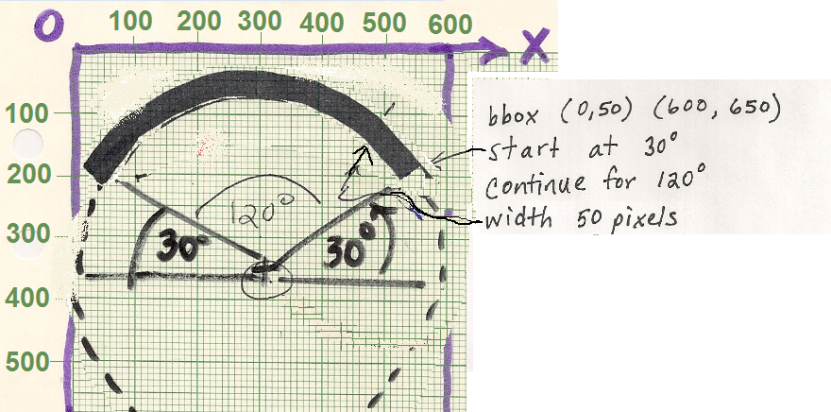 0
100 200 300 400 500 600
X
100
200
300
400
500
120°
30°
30°
bbox (0,50) (600, 650)
start at 30°
continue for 120°
width 50 pixels